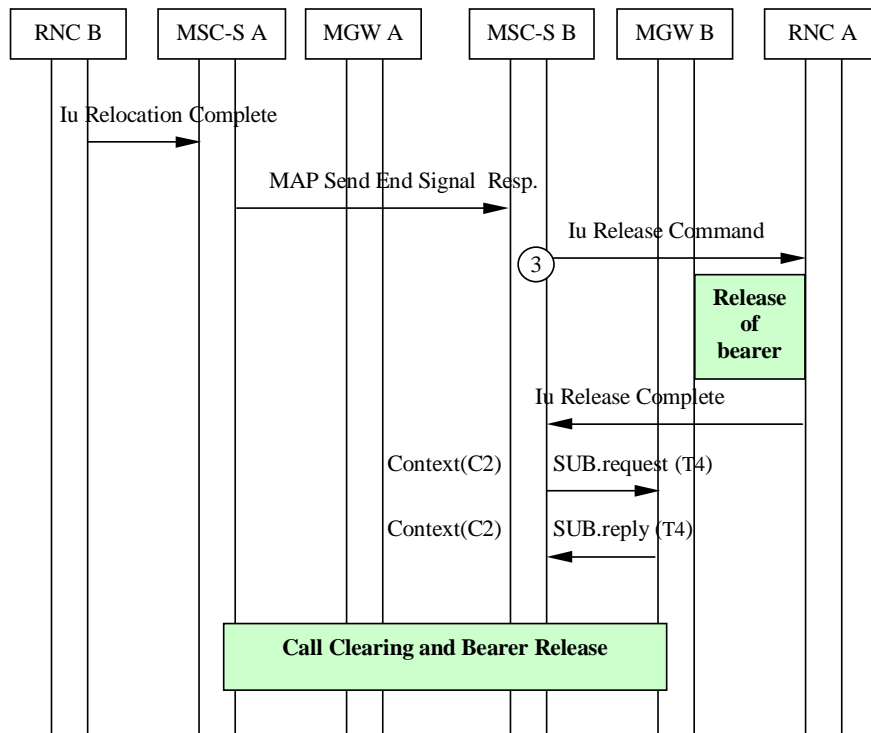 RNC B MSC-S A MGW A MSC-S B MGW B RNC A
Iu Relocation Complete
MAP Send End Signal Resp.
Iu Release Command
3
Release
of
bearer
Iu Release Complete
Context(C2) SUB.request (T4)
Context(C2) SUB.reply (T4)
Call Clearing and Bearer Release